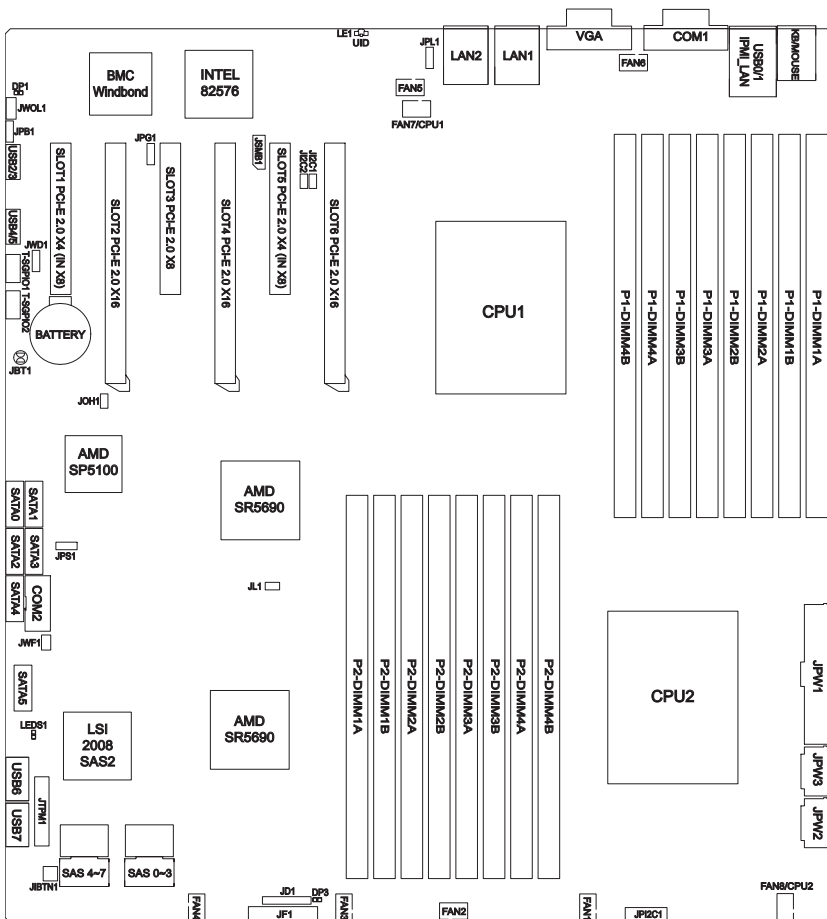 LE1
UID
JPL1
LAN2
LAN1
VGA
COM1
FAN6
USB0/1
IPMI_LAN
KB/MOUSE
BMC
Windbond
INTEL
82576
FAN5
FAN7/CPU1
DP1
JWOL1
JPB1
USB2/3
USB4/5
JWD1
T-SGPIO1
T-SGPIO2
JPG1
JSMB1
JI2C2
JI2C1
SLOT1 PCI-E 2.0 X4 (IN X8)
SLOT2 PCI-E 2.0 X16
SLOT3 PCI-E 2.0 X8
SLOT4 PCI-E 2.0 X16
SLOT5 PCI-E 2.0 X4 (IN X8)
SLOT6 PCI-E 2.0 X16
CPU1
P1-DIMM4B
P1-DIMM4A
P1-DIMM3B
P1-DIMM3A
P1-DIMM2B
P1-DIMM2A
P1-DIMM1B
P1-DIMM1A
BATTERY
JBT1
JOH1
AMD
SP5100
AMD
SR5690
SATA0
SATA1
SATA2
SATA3
JPS1
SATA4
COM2
JL1
JWF1
SATA5
LEDS1
LSI
2008
SAS2
AMD
SR5690
P2-DIMM1A
P2-DIMM1B
P2-DIMM2A
P2-DIMM2B
P2-DIMM3A
P2-DIMM3B
P2-DIMM4A
P2-DIMM4B
CPU2
JPW1
JPW3
JPW2
USB6
USB7
JTPM1
JIBTN1
SAS 4~7
SAS 0~3
FAN4
JD1
DP3
JF1
FAN3
FAN2
FAN1
JPI2C1
FAN8/CPU2